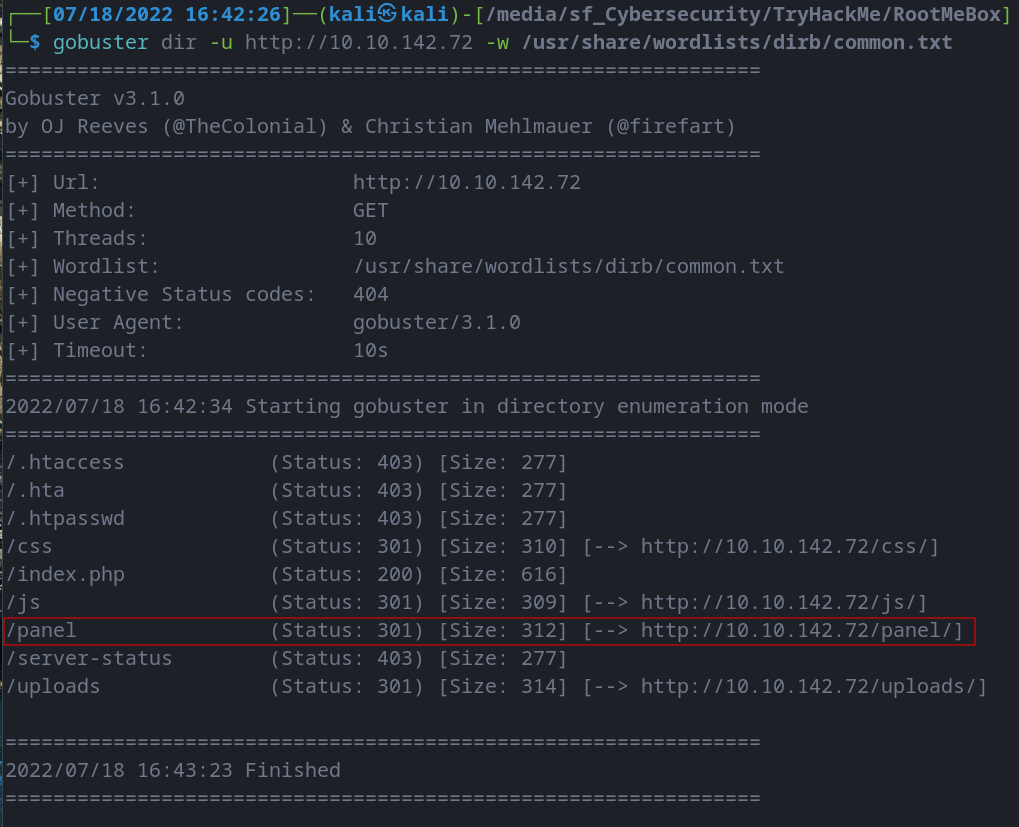 ┌──[07/18/2022 16:42:26]──(kali㉿kali)-[/media/sf_Cybersecurity/TryHackMe/RootMeBox]
└─$ gobuster dir -u http://10.10.142.72 -w /usr/share/wordlists/dirb/common.txt
===============================================================
Gobuster v3.1.0
by OJ Reeves (@TheColonial) & Christian Mehlmauer (@firefart)
===============================================================
[+] Url:                     http://10.10.142.72
[+] Method:                  GET
[+] Threads:                 10
[+] Wordlist:                /usr/share/wordlists/dirb/common.txt
[+] Negative Status codes:   404
[+] User Agent:              gobuster/3.1.0
[+] Timeout:                 10s
===============================================================
2022/07/18 16:42:34 Starting gobuster in directory enumeration mode
===============================================================
/.htaccess            (Status: 403) [Size: 277]
/.hta                 (Status: 403) [Size: 277]
/.htpasswd            (Status: 403) [Size: 277]
/css                  (Status: 301) [Size: 310] [--> http://10.10.142.72/css/]
/index.php            (Status: 200) [Size: 616]
/js                   (Status: 301) [Size: 309] [--> http://10.10.142.72/js/]
/panel                (Status: 301) [Size: 312] [--> http://10.10.142.72/panel/]
/server-status        (Status: 403) [Size: 277]
/uploads              (Status: 301) [Size: 314] [--> http://10.10.142.72/uploads/]
===============================================================
2022/07/18 16:43:23 Finished
===============================================================